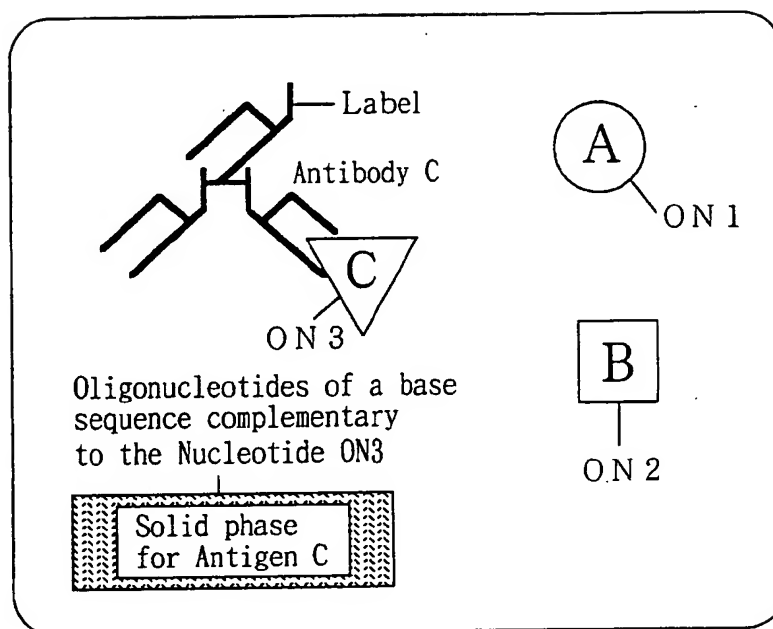 Label
A
Antibody C
ON1
C
ON3
B
Oligonucleotides of a base
sequence complementary
to the Nucleotide ON3
ON2
Solid phase
for Antigen C